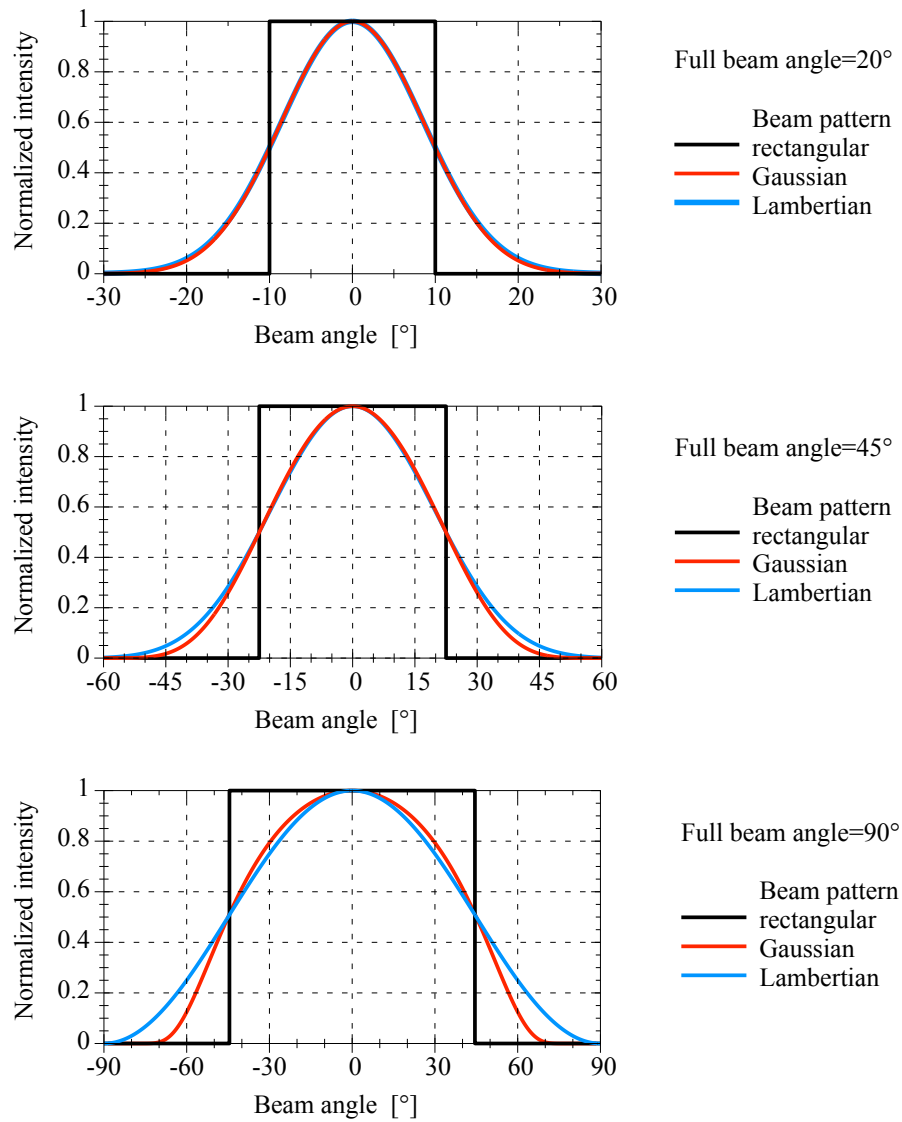 Normalized intensity
1
0.8
0.6
0.4
0.2
0
-30 -20 -10 0 10 20 30
Beam angle [°]
Full beam angle=20°
Beam pattern
rectangular
Gaussian
Lambertian
Normalized intensity
1
0.8
0.6
0.4
0.2
0
-60 -45 -30 -15 0 15 30 45 60
Beam angle [°]
Full beam angle=45°
Beam pattern
rectangular
Gaussian
Lambertian
Normalized intensity
1
0.8
0.6
0.4
0.2
0
-90 -60 -30 0 30 60 90
Beam angle [°]
Full beam angle=90°
Beam pattern
rectangular
Gaussian
Lambertian